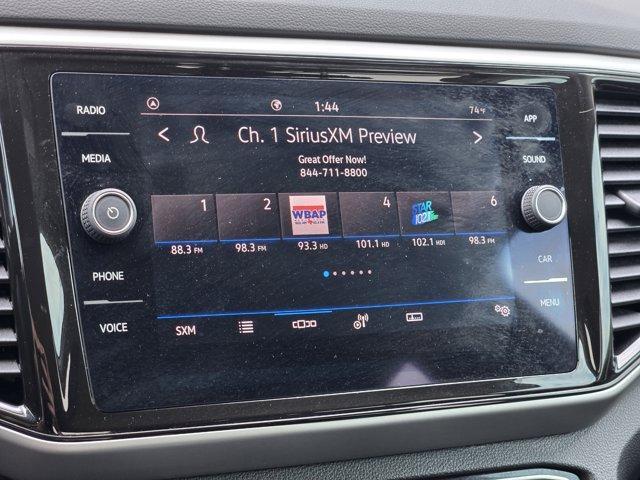 RADIO
MEDIA
PHONE
VOICE
1:44
74°F
Ch. 1 SiriusXM Preview
Great Offer Now!
844-711-8800
1 2 WBAP 4 STAR 102.1 6
88.3 FM 98.3 FM 93.3 HD 101.1 HD 102.1 HD1 98.3 FM
SXM
APP
SOUND
CAR
MENU